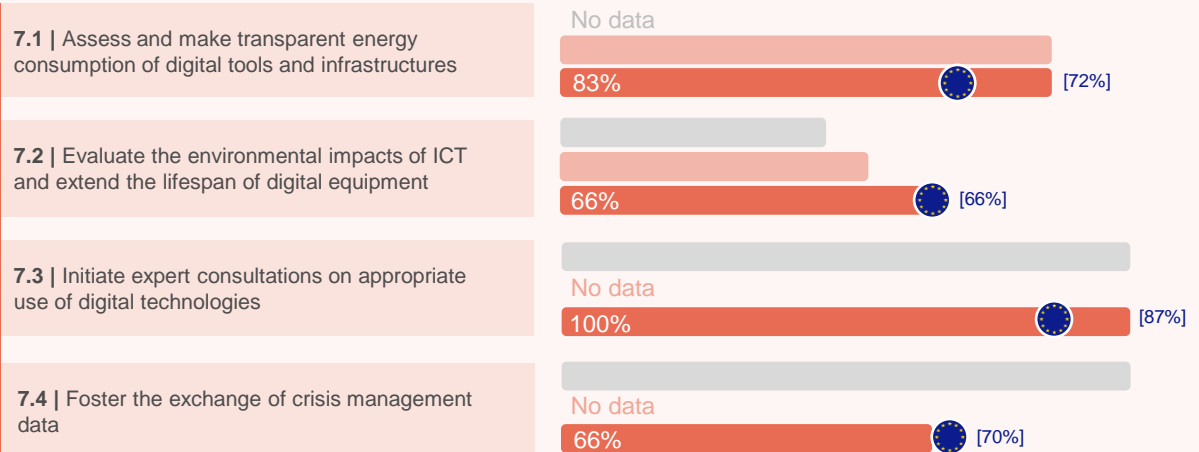 No data
7.1 | Assess and make transparent energy
consumption of digital tools and infrastructures
83%
[72%]
7.2 | Evaluate the environmental impacts of ICT
and extend the lifespan of digital equipment
66%
[66%]
7.3 | Initiate expert consultations on appropriate
use of digital technologies
No data
100%
[87%]
7.4 | Foster the exchange of crisis management
data
No data
66%
[70%]